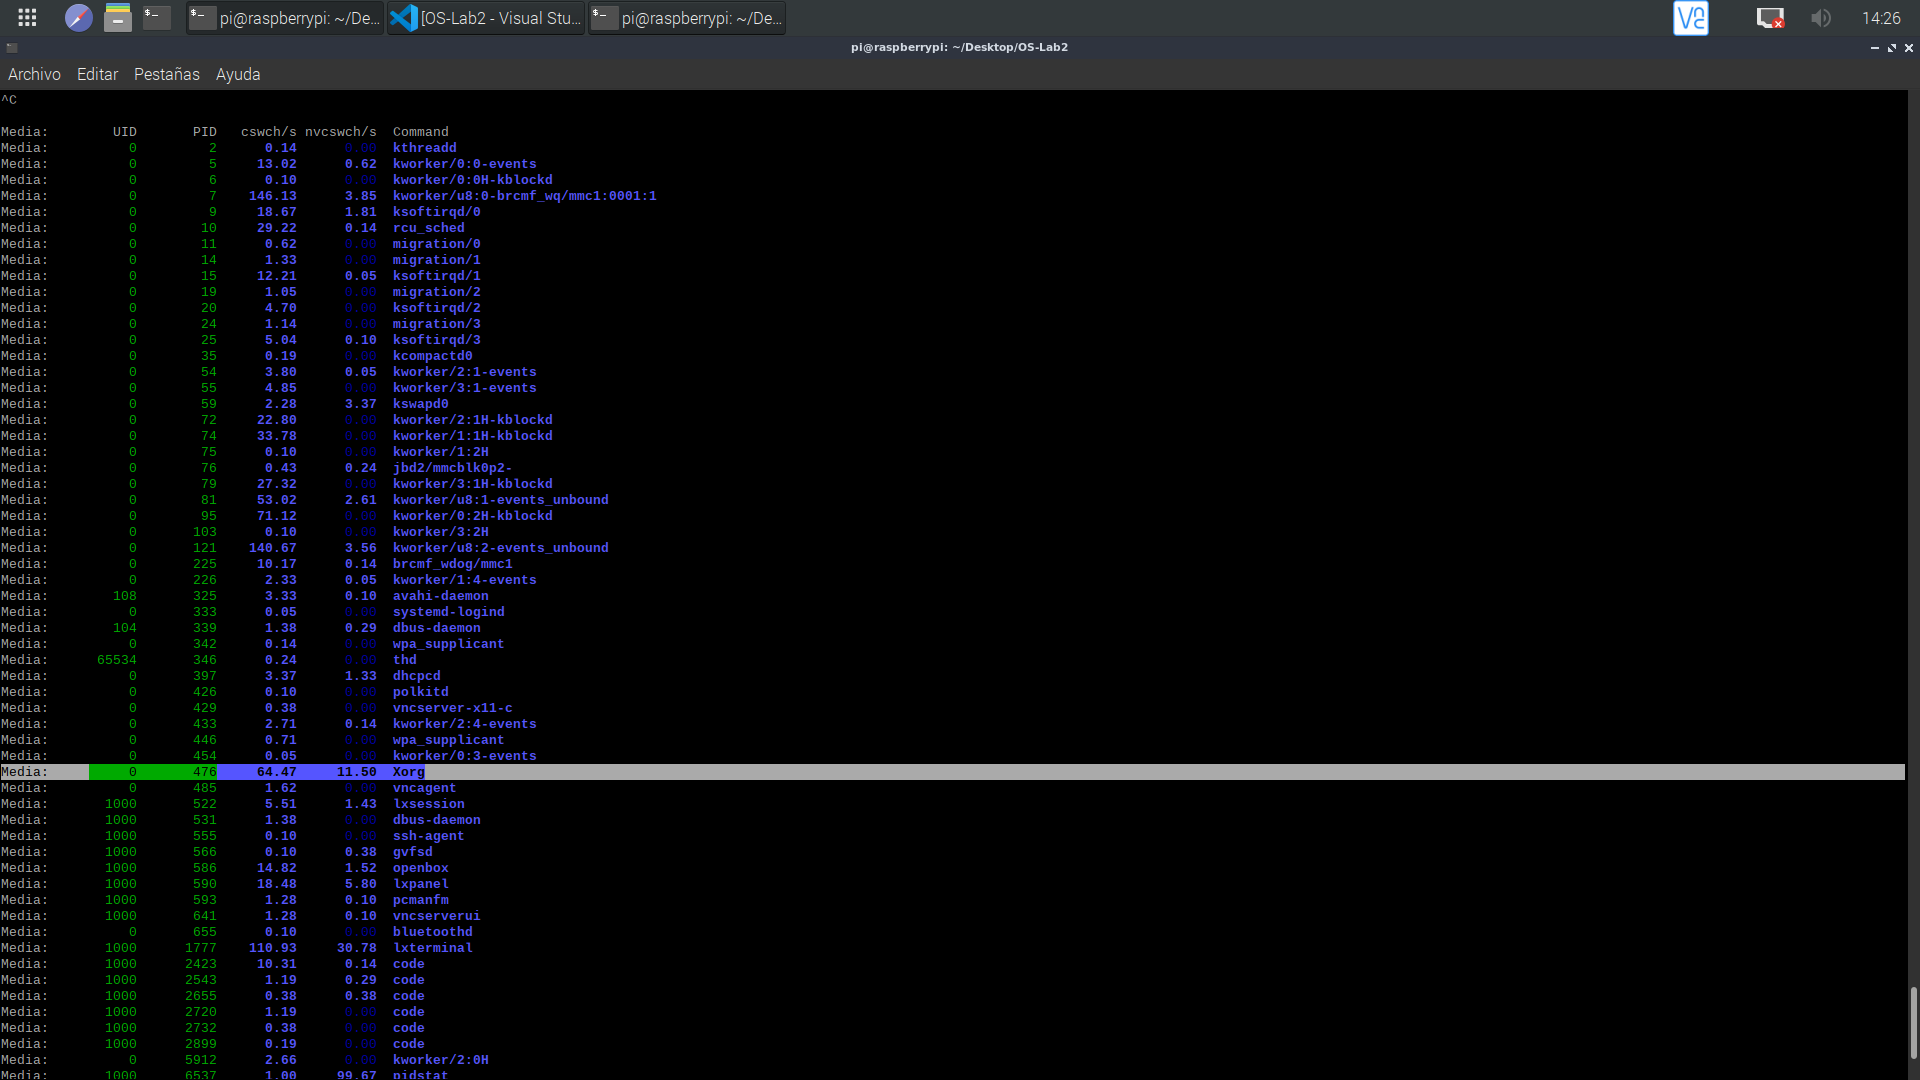 pi@raspberrypi: ~/De... [OS-Lab2 - Visual Stu... pi@raspberrypi: ~/De... 14:26
pi@raspberrypi: ~/Desktop/OS-Lab2
Archivo Editar Pestañas Ayuda
^C
Media: UID PID cswch/s nvcswch/s Command
Media: 0 2 0.14 0.00 kthreadd
Media: 0 5 13.02 0.62 kworker/0:0-events
Media: 0 6 0.10 0.00 kworker/0:0H-kblockd
Media: 0 7 146.13 3.85 kworker/u8:0-brcmf_wq/mmc1:0001:1
Media: 0 9 18.67 1.81 ksoftirqd/0
Media: 0 10 29.22 0.14 rcu_sched
Media: 0 11 0.62 0.00 migration/0
Media: 0 14 1.33 0.00 migration/1
Media: 0 15 12.21 0.05 ksoftirqd/1
Media: 0 19 1.05 0.00 migration/2
Media: 0 20 4.70 0.00 ksoftirqd/2
Media: 0 24 1.14 0.00 migration/3
Media: 0 25 5.04 0.10 ksoftirqd/3
Media: 0 35 0.19 0.00 kcompactd0
Media: 0 54 3.80 0.05 kworker/2:1-events
Media: 0 55 4.85 0.00 kworker/3:1-events
Media: 0 59 2.28 3.37 kswapd0
Media: 0 72 22.80 0.00 kworker/2:1H-kblockd
Media: 0 74 33.78 0.00 kworker/1:1H-kblockd
Media: 0 75 0.10 0.00 kworker/1:2H
Media: 0 76 0.43 0.24 jbd2/mmcblk0p2-
Media: 0 79 27.32 0.00 kworker/3:1H-kblockd
Media: 0 81 53.02 2.61 kworker/u8:1-events_unbound
Media: 0 95 71.12 0.00 kworker/0:2H-kblockd
Media: 0 103 0.10 0.00 kworker/3:2H
Media: 0 121 140.67 3.56 kworker/u8:2-events_unbound
Media: 0 225 10.17 0.14 brcmf_wdog/mmc1
Media: 0 226 2.33 0.05 kworker/1:4-events
Media: 108 325 3.33 0.10 avahi-daemon
Media: 0 333 0.05 0.00 systemd-logind
Media: 104 339 1.38 0.29 dbus-daemon
Media: 0 342 0.14 0.00 wpa_supplicant
Media: 65534 346 0.24 0.00 thd
Media: 0 397 3.37 1.33 dhcpcd
Media: 0 426 0.10 0.00 polkitd
Media: 0 429 0.38 0.00 vncserver-x11-c
Media: 0 433 2.71 0.14 kworker/2:4-events
Media: 0 446 0.71 0.00 wpa_supplicant
Media: 0 454 0.05 0.00 kworker/0:3-events
Media: 0 476 64.47 11.50 Xorg
Media: 0 485 1.62 0.00 vncagent
Media: 1000 522 5.51 1.43 lxsession
Media: 1000 531 1.38 0.00 dbus-daemon
Media: 1000 555 0.10 0.00 ssh-agent
Media: 1000 566 0.10 0.38 gvfsd
Media: 1000 586 14.82 1.52 openbox
Media: 1000 590 18.48 5.80 lxpanel
Media: 1000 593 1.28 0.10 pcmanfm
Media: 1000 641 1.28 0.10 vncserverui
Media: 0 655 0.10 0.00 bluetoothd
Media: 1000 1777 110.93 30.78 lxterminal
Media: 1000 2423 10.31 0.14 code
Media: 1000 2543 1.19 0.29 code
Media: 1000 2655 0.38 0.38 code
Media: 1000 2720 1.19 0.00 code
Media: 1000 2732 0.38 0.00 code
Media: 1000 2899 0.19 0.00 code
Media: 0 5912 2.66 0.00 kworker/2:0H
Media: 1000 6537 1.00 99.67 pidstat